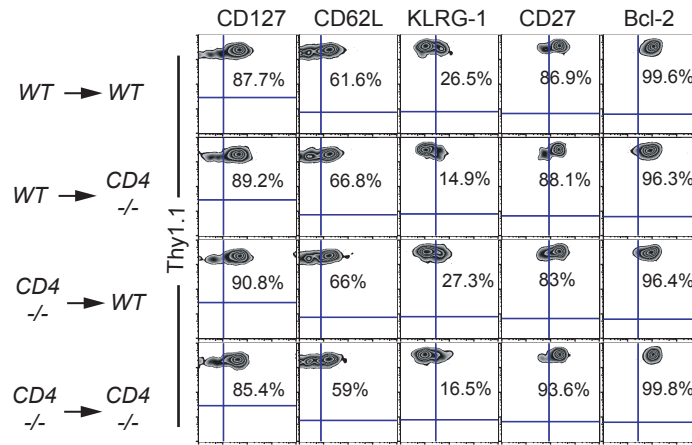 CD127 CD62L KLRG-1 CD27 Bcl-2
WT → WT 87.7% 61.6% 26.5% 86.9% 99.6%
WT → CD4 -/- 89.2% 66.8% 14.9% 88.1% 96.3%
Thy1.1
CD4 -/- → WT 90.8% 66% 27.3% 83% 96.4%
CD4 -/- → CD4 -/- 85.4% 59% 16.5% 93.6% 99.8%